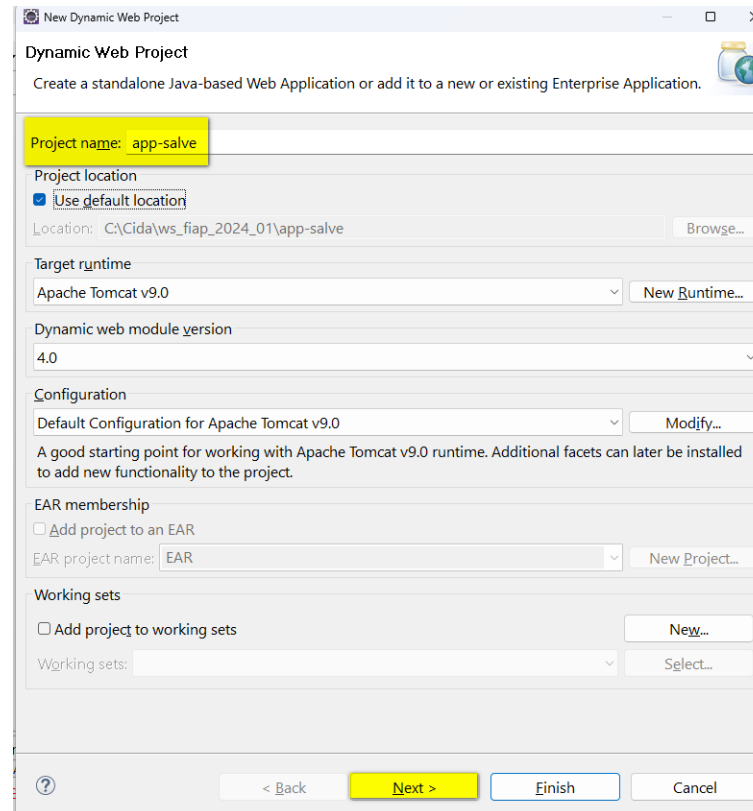 New Dynamic Web Project
Dynamic Web Project
Create a standalone Java-based Web Application or add it to a new or existing Enterprise Application.
Project name: app-salve
Project location
Use default location
Location: C:\Cida\ws_fiap_2024_01\app-salve Browse...
Target runtime
Apache Tomcat v9.0 New Runtime...
Dynamic web module version
4.0
Configuration
Default Configuration for Apache Tomcat v9.0 Modify...
A good starting point for working with Apache Tomcat v9.0 runtime. Additional facets can later be installed
to add new functionality to the project.
EAR membership
Add project to an EAR
EAR project name: EAR New Project...
Working sets
Add project to working sets New...
Working sets: Select...
? < Back Next > Finish Cancel